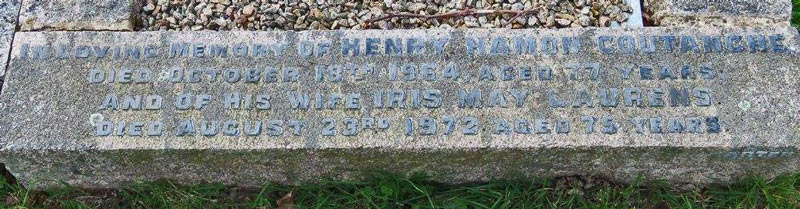 IN LOVING MEMORY OF HENRY HAMON COUTANCHE
DIED OCTOBER 18TH 1964, AGED 77 YEARS.
AND OF HIS WIFE IRIS MAY LAURENS.
DIED AUGUST 23RD 1972 AGED 75 YEARS.